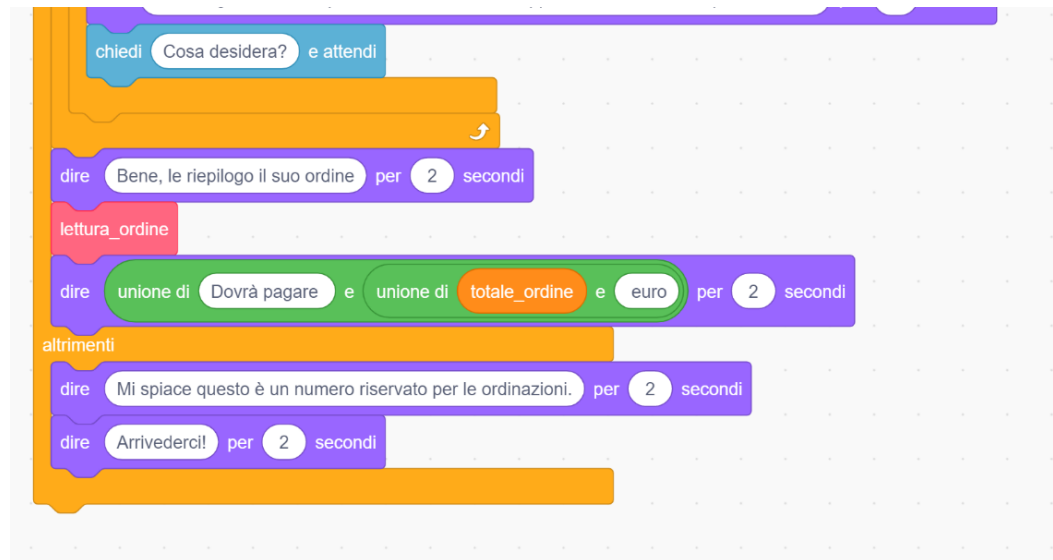 chiedi Cosa desidera? e attendi
dire Bene, le riepilogo il suo ordine per 2 secondi
lettura_ordine
dire unione di Dovrà pagare e unione di totale_ordine e euro per 2 secondi
altrimenti
dire Mi spiace questo è un numero riservato per le ordinazioni. per 2 secondi
dire Arrivederci! per 2 secondi